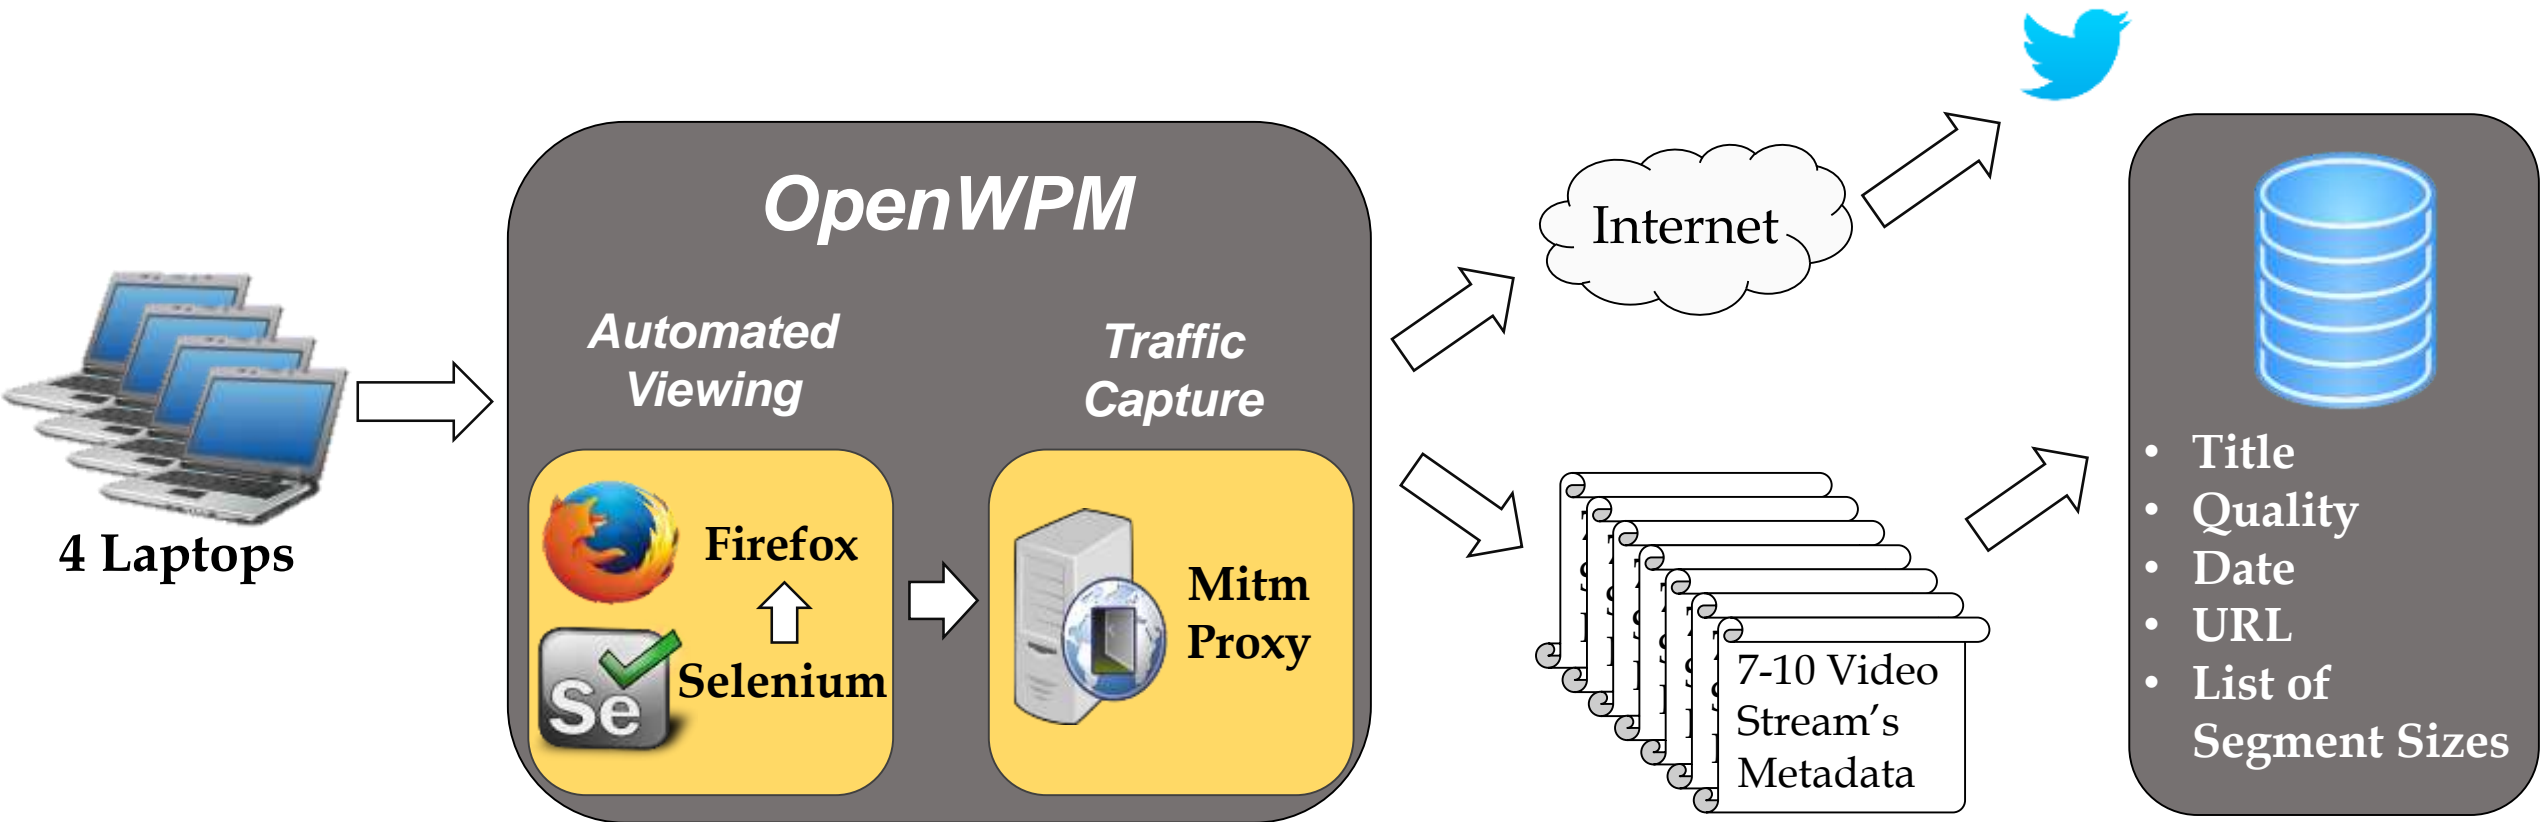 OpenWPM
Automated
Viewing
Traffic
Capture
Firefox
Selenium
Se
Mitm
Proxy
4 Laptops
Internet
7-10 Video
Stream’s
Metadata
• Title
• Quality
• Date
• URL
• List of
Segment Sizes